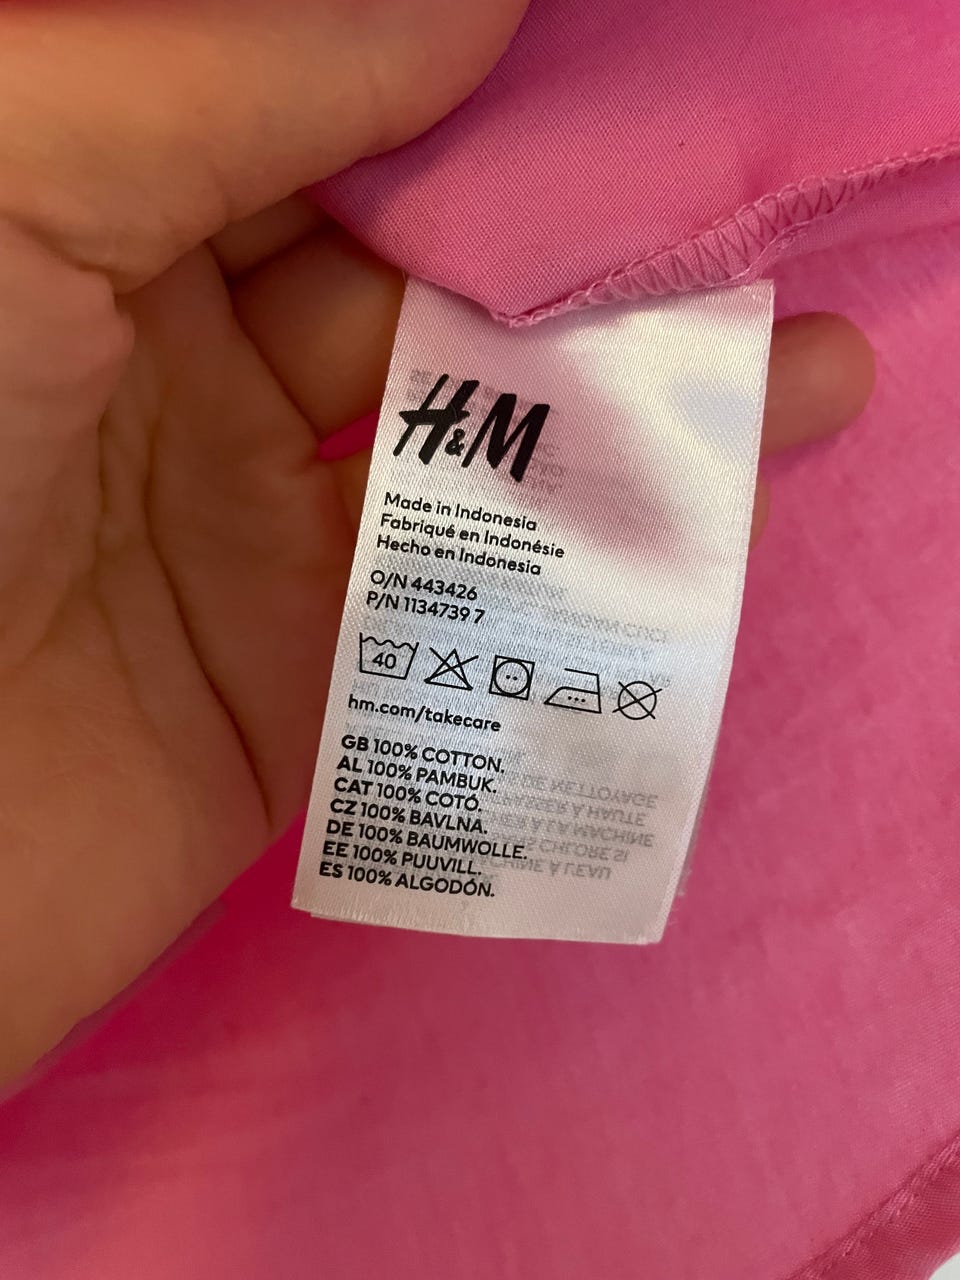 H&M
Made in Indonesia
Fabriqué en Indonésie
Hecho en Indonesia
O/N 443426
P/N 1134739 7
40
hm.com/takecare
GB 100% COTTON.
AL 100% PAMBUK.
CAT 100% COTÓ.
CZ 100% BAVLNA.
DE 100% BAUMWOLLE.
EE 100% PUUVILL.
ES 100% ALGODÓN.